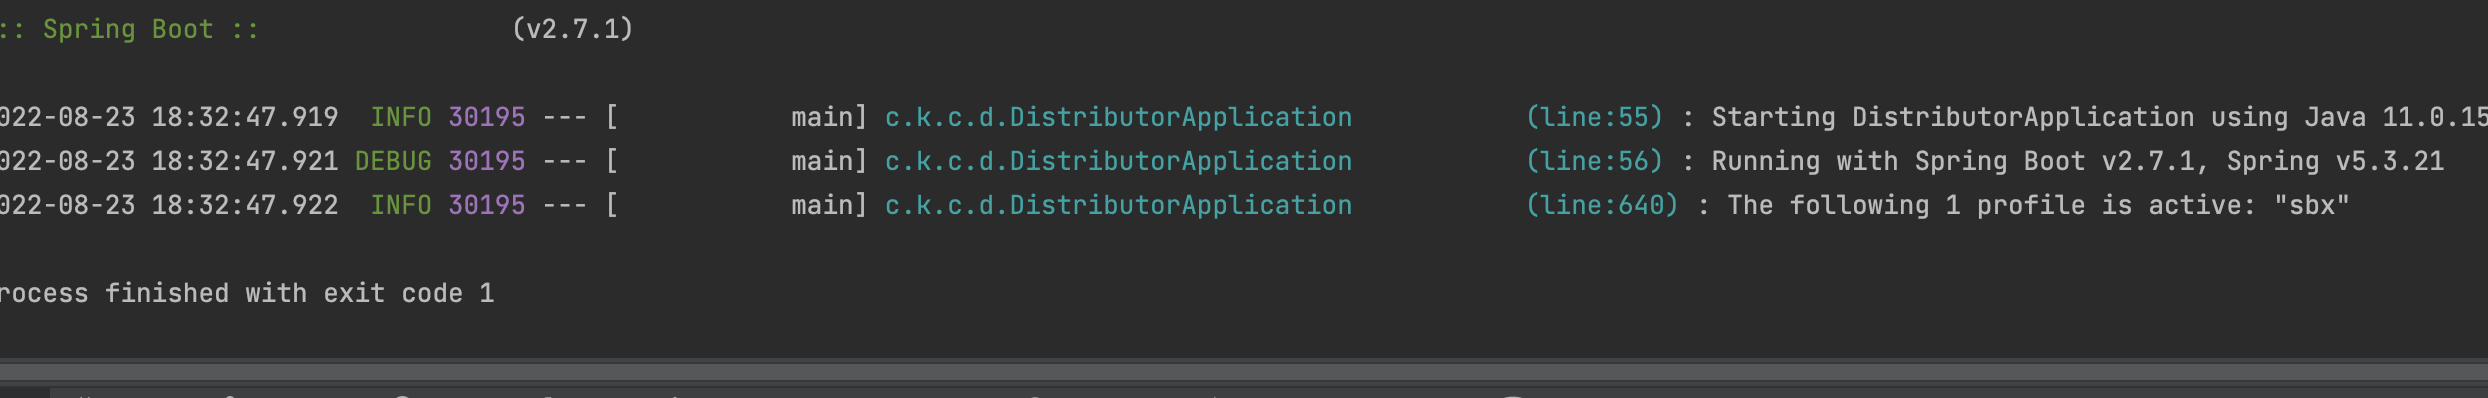 :: Spring Boot :: (v2.7.1)
022-08-23 18:32:47.919 INFO 30195 --- [ main] c.k.c.d.DistributorApplication (line:55) : Starting DistributorApplication using Java 11.0.15
022-08-23 18:32:47.921 DEBUG 30195 --- [ main] c.k.c.d.DistributorApplication (line:56) : Running with Spring Boot v2.7.1, Spring v5.3.21
022-08-23 18:32:47.922 INFO 30195 --- [ main] c.k.c.d.DistributorApplication (line:640) : The following 1 profile is active: "sbx"
rocess finished with exit code 1